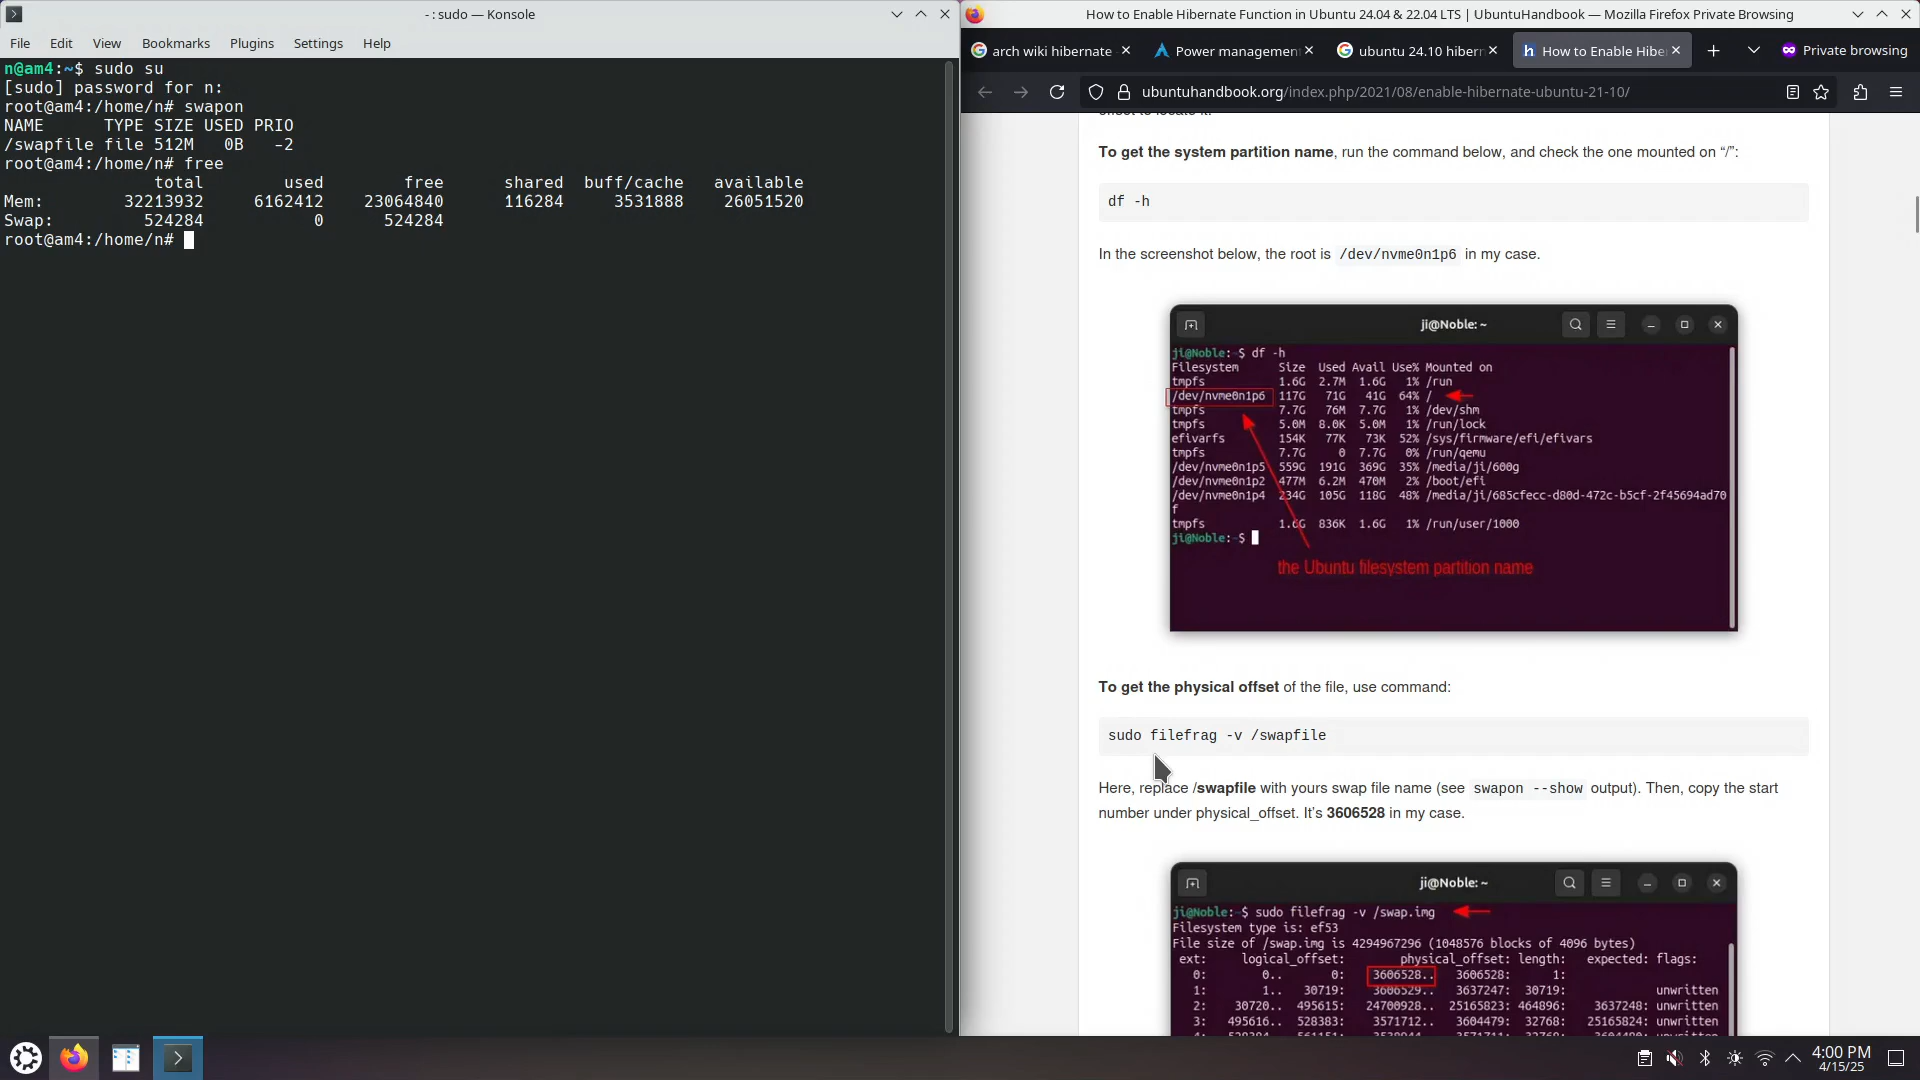 - : sudo — Konsole
File Edit View Bookmarks Plugins Settings Help
n@am4:~$ sudo su
[sudo] password for n:
root@am4:/home/n# swapon
NAME      TYPE SIZE USED PRIO
/swapfile file 512M   0B   -2
root@am4:/home/n# free
               total        used        free      shared  buff/cache   available
Mem:        32213932     6162412    23064840      116284     3531888    26051520
Swap:         524284           0      524284
root@am4:/home/n#
How to Enable Hibernate Function in Ubuntu 24.04 & 22.04 LTS | UbuntuHandbook — Mozilla Firefox Private Browsing
arch wiki hibernate
Power managemen
ubuntu 24.10 hiber
How to Enable Hibe
Private browsing
ubuntuhandbook.org/index.php/2021/08/enable-hibernate-ubuntu-21-10/
To get the system partition name, run the command below, and check the one mounted on “/”:
df -h
In the screenshot below, the root is /dev/nvme0n1p6 in my case.
ji@Noble: ~
ji@Noble:~$ df -h
Filesystem      Size  Used Avail Use% Mounted on
tmpfs           1.6G  2.7M  1.6G   1% /run
/dev/nvme0n1p6  117G   71G   41G  64% /
tmpfs           7.7G   76M  7.7G   1% /dev/shm
tmpfs           5.0M  8.0K  5.0M   1% /run/lock
efivarfs        154K   77K   73K  52% /sys/firmware/efi/efivars
tmpfs           7.7G     0  7.7G   0% /run/qemu
/dev/nvme0n1p5  559G  191G  369G  35% /media/ji/600g
/dev/nvme0n1p2  477M  6.2M  470M   2% /boot/efi
/dev/nvme0n1p4  234G  105G  118G  48% /media/ji/685cfecc-d80d-472c-b5cf-2f45694ad70
f
tmpfs           1.6G  836K  1.6G   1% /run/user/1000
ji@Noble:~$
the Ubuntu filesystem partition name
To get the physical offset of the file, use command:
sudo filefrag -v /swapfile
Here, replace /swapfile with yours swap file name (see swapon --show output). Then, copy the start
number under physical_offset. It’s 3606528 in my case.
ji@Noble: ~
ji@Noble:~$ sudo filefrag -v /swap.img
Filesystem type is: ef53
File size of /swap.img is 4294967296 (1048576 blocks of 4096 bytes)
ext: logical_offset: physical_offset: length: expected: flags:
0: 0.. 0: 3606528.. 3606528: 1:
1: 1.. 30719: 3606529.. 3637247: 30719: unwritten
2: 30720.. 495615: 24700928.. 25165823: 464896: 3637248: unwritten
3: 495616.. 528383: 3571712.. 3604479: 32768: 25165824: unwritten
4:00 PM
4/15/25